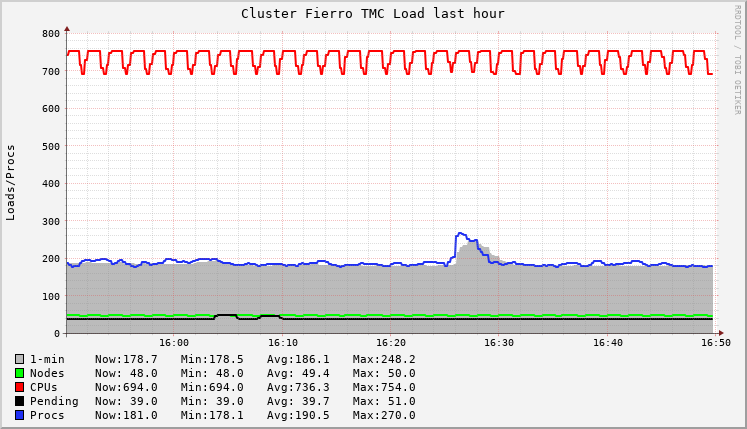 Cluster Fierro TMC Load last hour
RRDTOOL / TOBI OETIKER
Loads/Procs
800
700
600
500
400
300
200
100
0
16:00 16:10 16:20 16:30 16:40 16:50
1-min Now:178.7 Min:178.5 Avg:186.1 Max:248.2
Nodes Now: 48.0 Min: 48.0 Avg: 49.4 Max: 50.0
CPUs Now:694.0 Min:694.0 Avg:736.3 Max:754.0
Pending Now: 39.0 Min: 39.0 Avg: 39.7 Max: 51.0
Procs Now:181.0 Min:178.1 Avg:190.5 Max:270.0